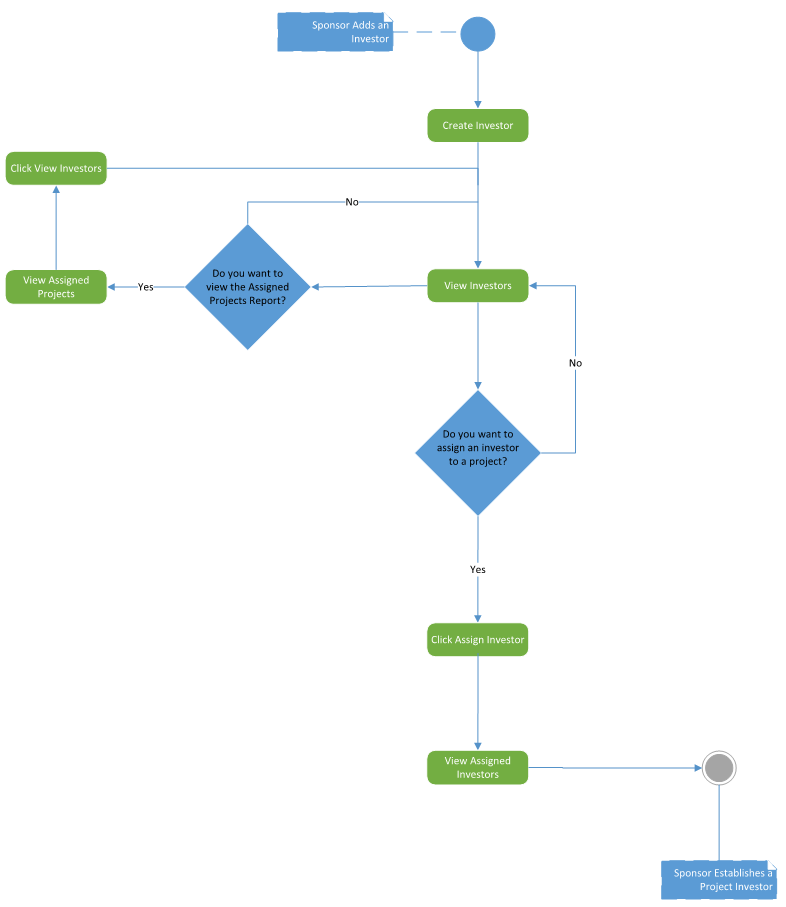 Sponsor Adds an
Investor
Create Investor
Click View Investors
No
Do you want to
view the Assigned
Projects Report?
View Assigned
Projects
Yes
View Investors
No
Do you want to
assign an investor
to a project?
Yes
Click Assign Investor
View Assigned
Investors
Sponsor Establishes a
Project Investor